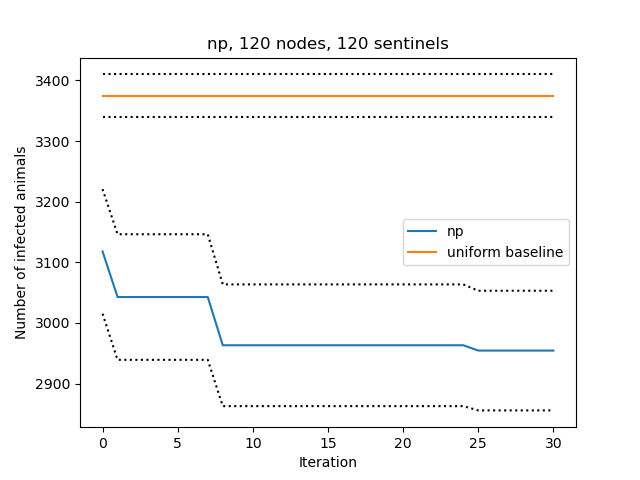 np, 120 nodes, 120 sentinels
3400
3300
3200
3100
3000
2900
Number of infected animals
np
uniform baseline
0 5 10 15 20 25 30
Iteration